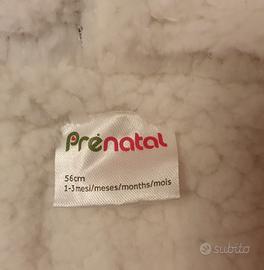 Prénatal
56cm
1-3 mesi/meses/months/mois
subito